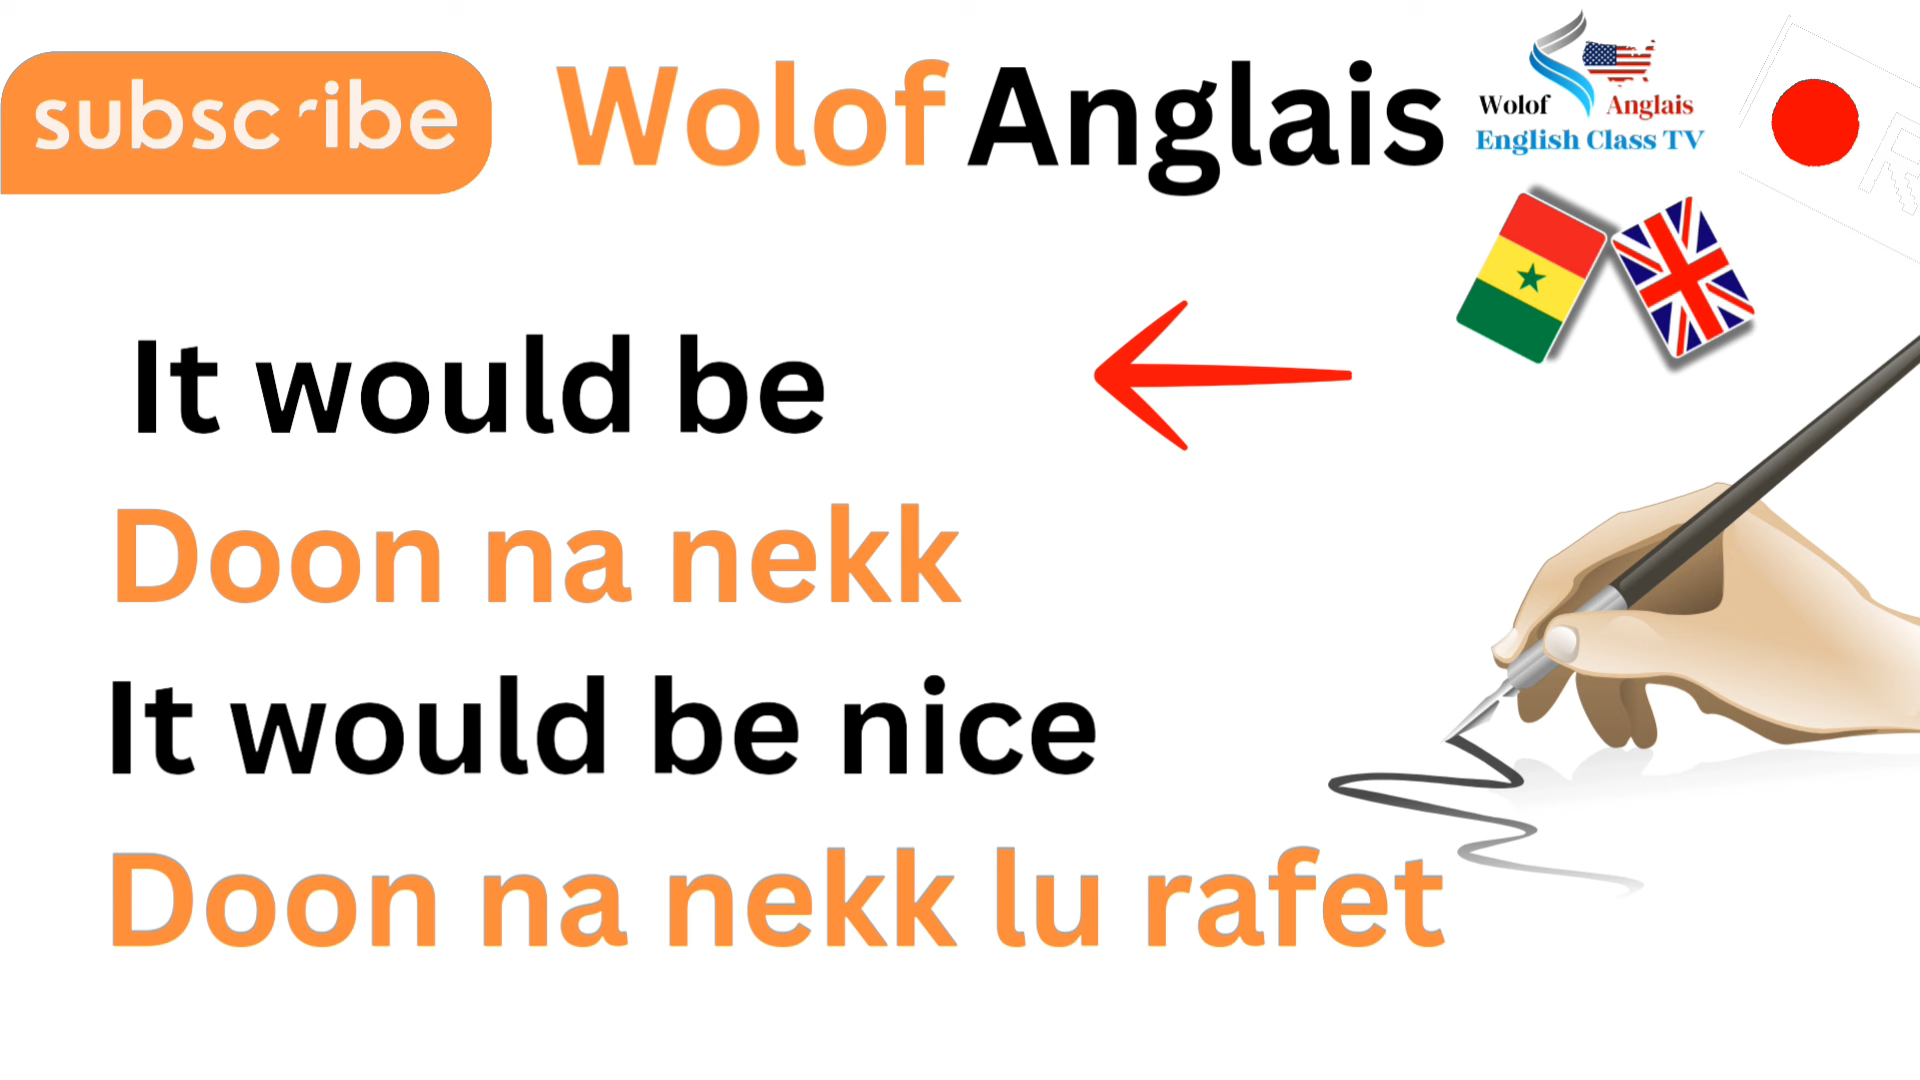 subscribe
Wolof Anglais
Wolof Anglais
English Class TV
It would be
Doon na nekk
It would be nice
Doon na nekk lu rafet